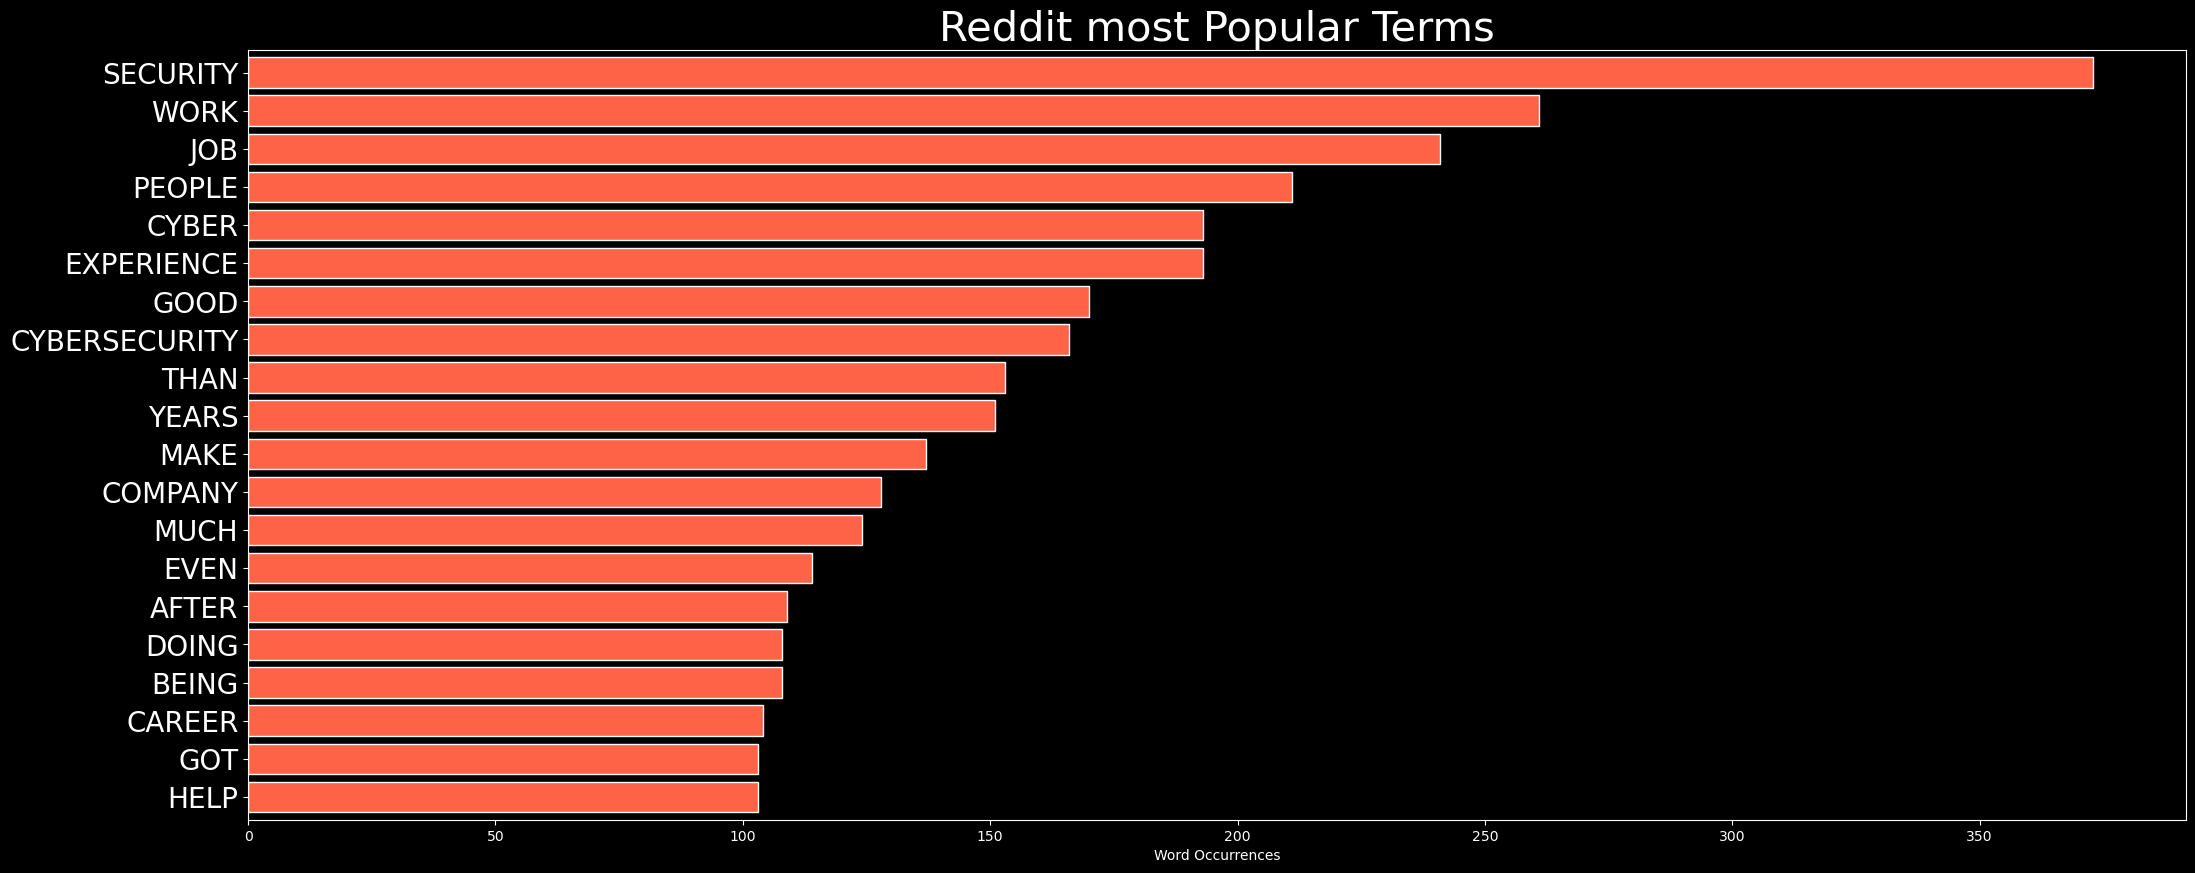 Reddit most Popular Terms
SECURITY
WORK
JOB
PEOPLE
CYBER
EXPERIENCE
GOOD
CYBERSECURITY
THAN
YEARS
MAKE
COMPANY
MUCH
EVEN
AFTER
DOING
BEING
CAREER
GOT
HELP
0 50 100 150 200 250 300 350
Word Occurrences